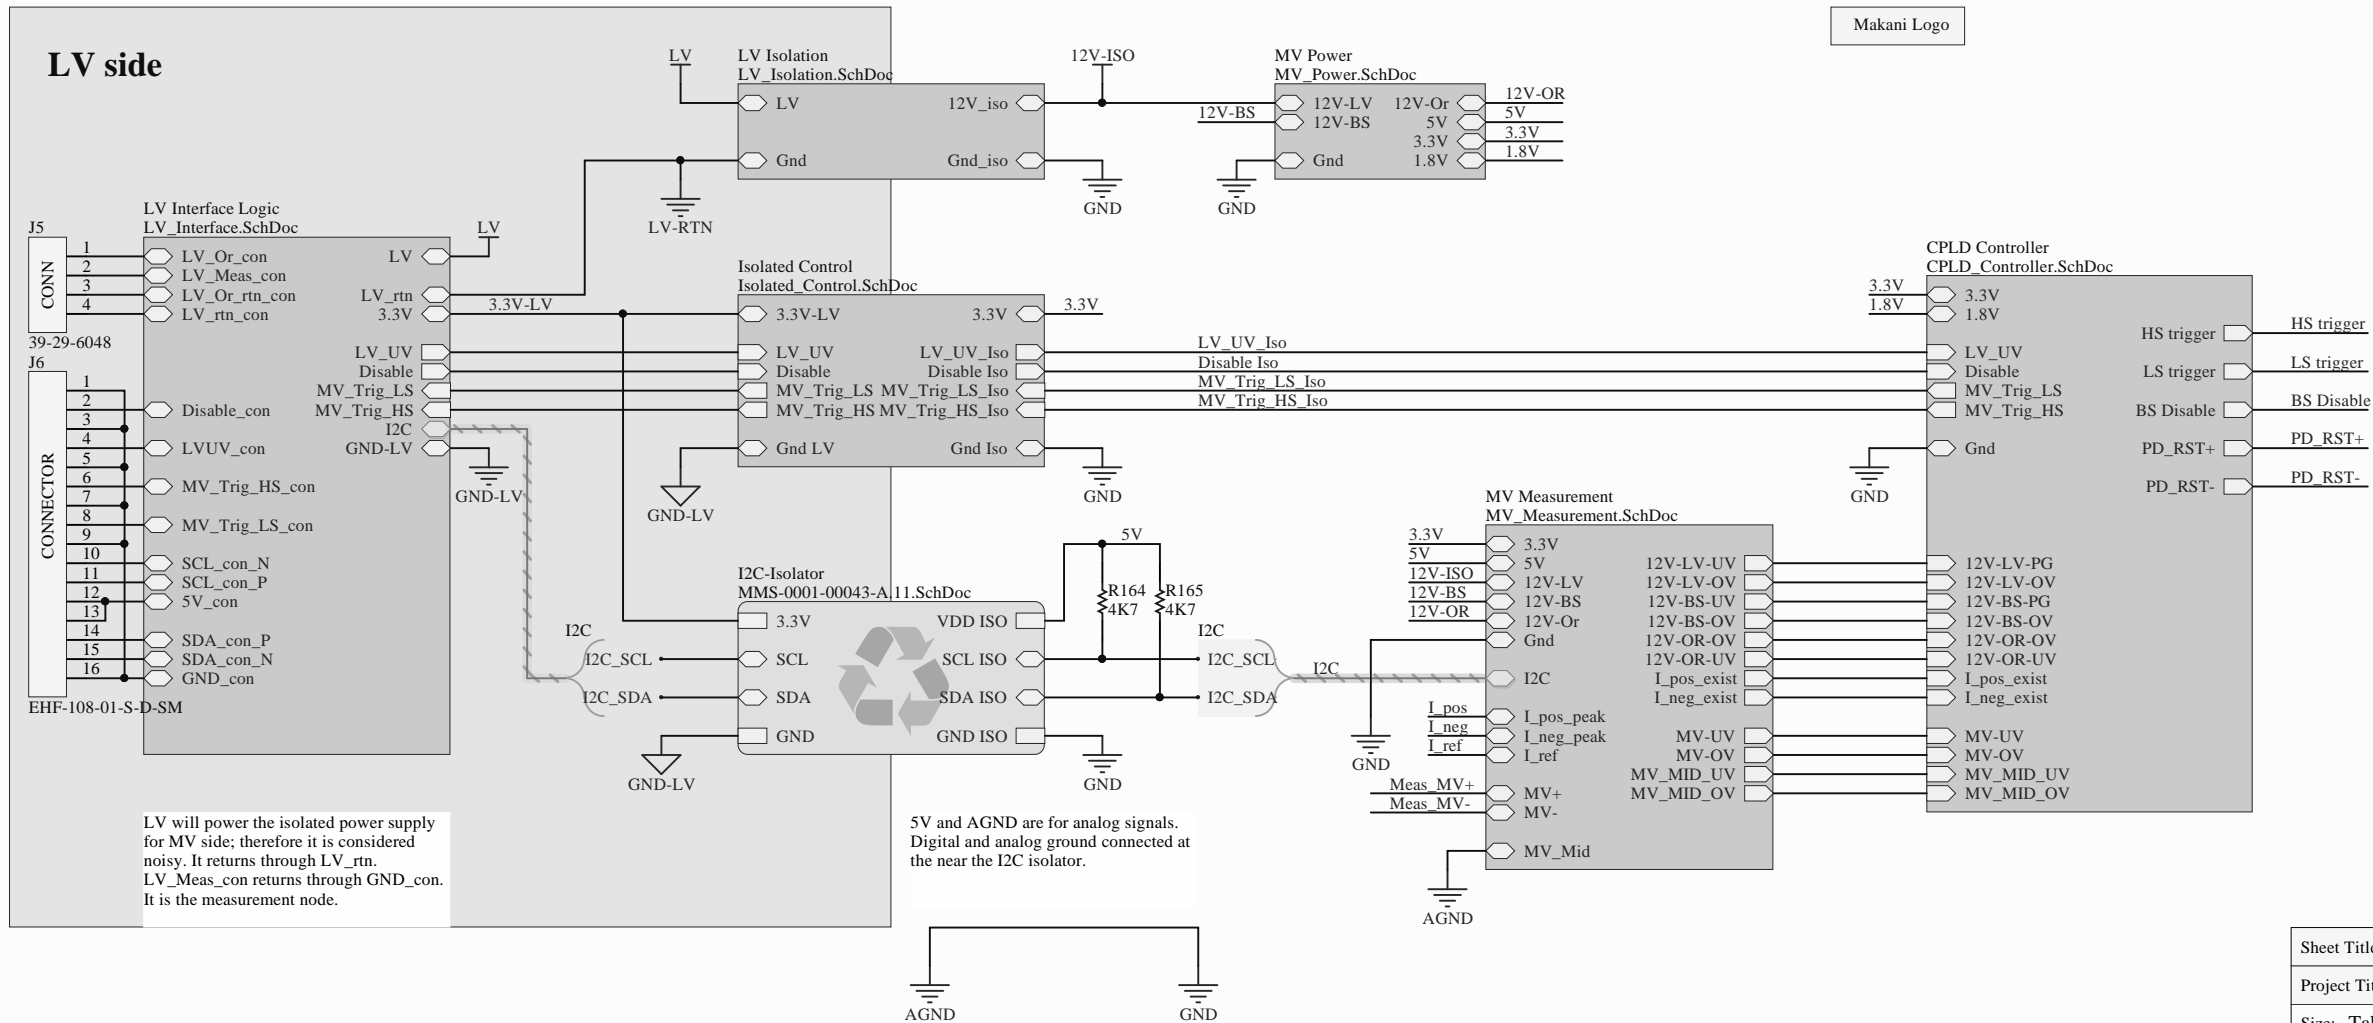 Makani Logo
LV side
LV
LV Isolation
LV_Isolation.SchDoc
LV
Gnd
12V_iso
Gnd_iso
12V-ISO
GND
LV-RTN
MV Power
MV_Power.SchDoc
12V-BS
12V-LV
12V-BS
Gnd
12V-Or
5V
3.3V
1.8V
12V-OR
5V
3.3V
1.8V
GND
J5
CONN
1
2
3
4
39-29-6048
J6
CONNECTOR
1
2
3
4
5
6
7
8
9
10
11
12
13
14
15
16
EHF-108-01-S-D-SM
LV Interface Logic
LV_Interface.SchDoc
LV_Or_con
LV_Meas_con
LV_Or_rtn_con
LV_rtn_con
Disable_con
LVUV_con
MV_Trig_HS_con
MV_Trig_LS_con
SCL_con_N
SCL_con_P
5V_con
SDA_con_P
SDA_con_N
GND_con
LV
LV_rtn
3.3V
LV_UV
Disable
MV_Trig_LS
MV_Trig_HS
I2C
GND-LV
LV
3.3V-LV
GND-LV
Isolated Control
Isolated_Control.SchDoc
3.3V-LV
LV_UV
Disable
MV_Trig_LS
MV_Trig_HS
Gnd LV
3.3V
LV_UV_Iso
Disable Iso
MV_Trig_LS_Iso
MV_Trig_HS_Iso
Gnd Iso
3.3V
LV_UV_Iso
Disable Iso
MV_Trig_LS_Iso
MV_Trig_HS_Iso
GND-LV
GND
I2C-Isolator
MMS-0001-00043-A.11.SchDoc
3.3V
SCL
SDA
GND
VDD ISO
SCL ISO
SDA ISO
GND ISO
I2C
I2C_SCL
I2C_SDA
GND-LV
5V
R164
4K7
R165
4K7
I2C
I2C_SCL
I2C_SDA
I2C
GND
CPLD Controller
CPLD_Controller.SchDoc
3.3V
1.8V
3.3V
1.8V
LV_UV
Disable
MV_Trig_LS
MV_Trig_HS
Gnd
GND
HS trigger
LS trigger
BS Disable
PD_RST+
PD_RST-
HS trigger
LS trigger
BS Disable
PD_RST+
PD_RST-
12V-LV-PG
12V-LV-OV
12V-BS-PG
12V-BS-OV
12V-OR-OV
12V-OR-UV
I_pos_exist
I_neg_exist
MV-UV
MV-OV
MV_MID_UV
MV_MID_OV
MV Measurement
MV_Measurement.SchDoc
3.3V
5V
12V-ISO
12V-BS
12V-OR
3.3V
5V
12V-LV
12V-BS
12V-Or
Gnd
I2C
I_pos
I_neg
I_ref
I_pos_peak
I_neg_peak
I_ref
GND
Meas_MV+
Meas_MV-
MV+
MV-
MV_Mid
AGND
12V-LV-UV
12V-LV-OV
12V-BS-UV
12V-BS-OV
12V-OR-OV
12V-OR-UV
I_pos_exist
I_neg_exist
MV-UV
MV-OV
MV_MID_UV
MV_MID_OV
LV will power the isolated power supply
for MV side; therefore it is considered
noisy. It returns through LV_rtn.
LV_Meas_con returns through GND_con.
It is the measurement node.
5V and AGND are for analog signals.
Digital and analog ground connected at
the near the I2C isolator.
AGND
GND
Sheet Title
Project Tit